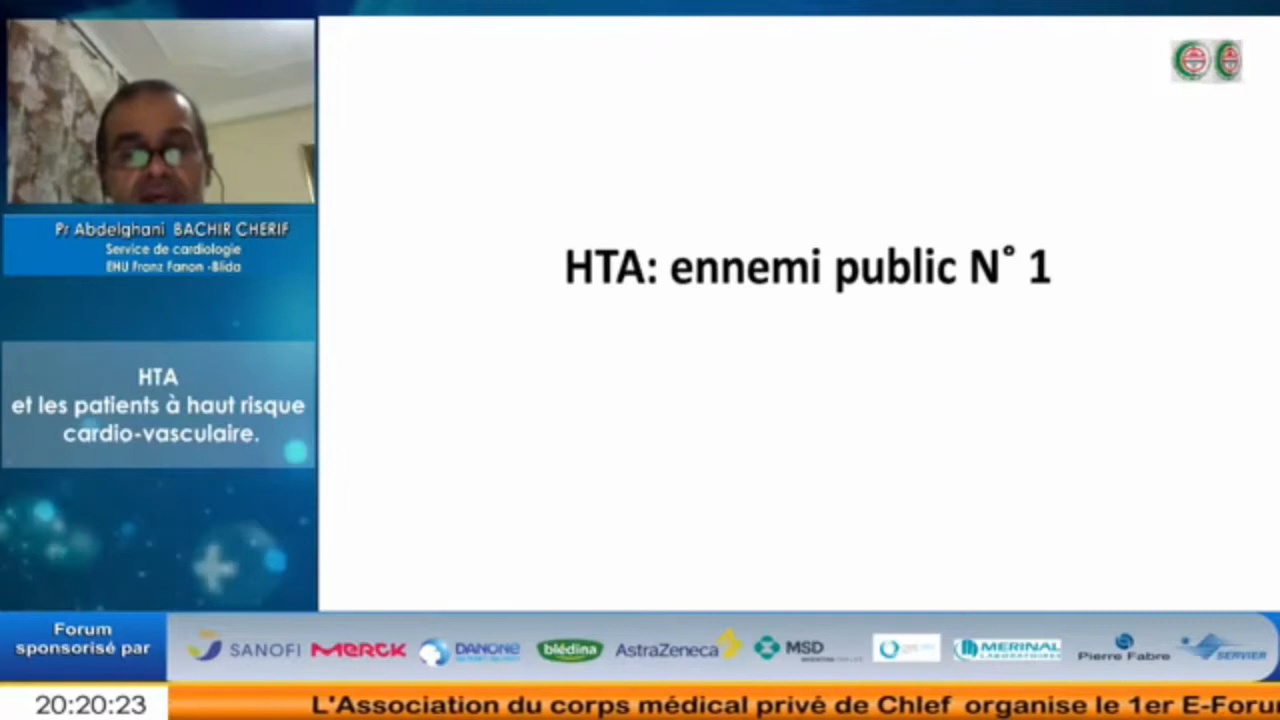 HTA: ennemi public N° 1
Pr Abdelghani BACHIR CHERIF
Service de cardiologie
EHU Franz Fanon -Blida
HTA
et les patients à haut risque
cardio-vasculaire.
Forum
sponsorisé par
SANOFI
MERCK
DANONE
blédina
AstraZeneca
MSD
MERINAL
LABORATOIRES
Pierre Fabre
SERVIER
20:20:23
L'Association du corps médical privé de Chlef organise le 1er E-Foru